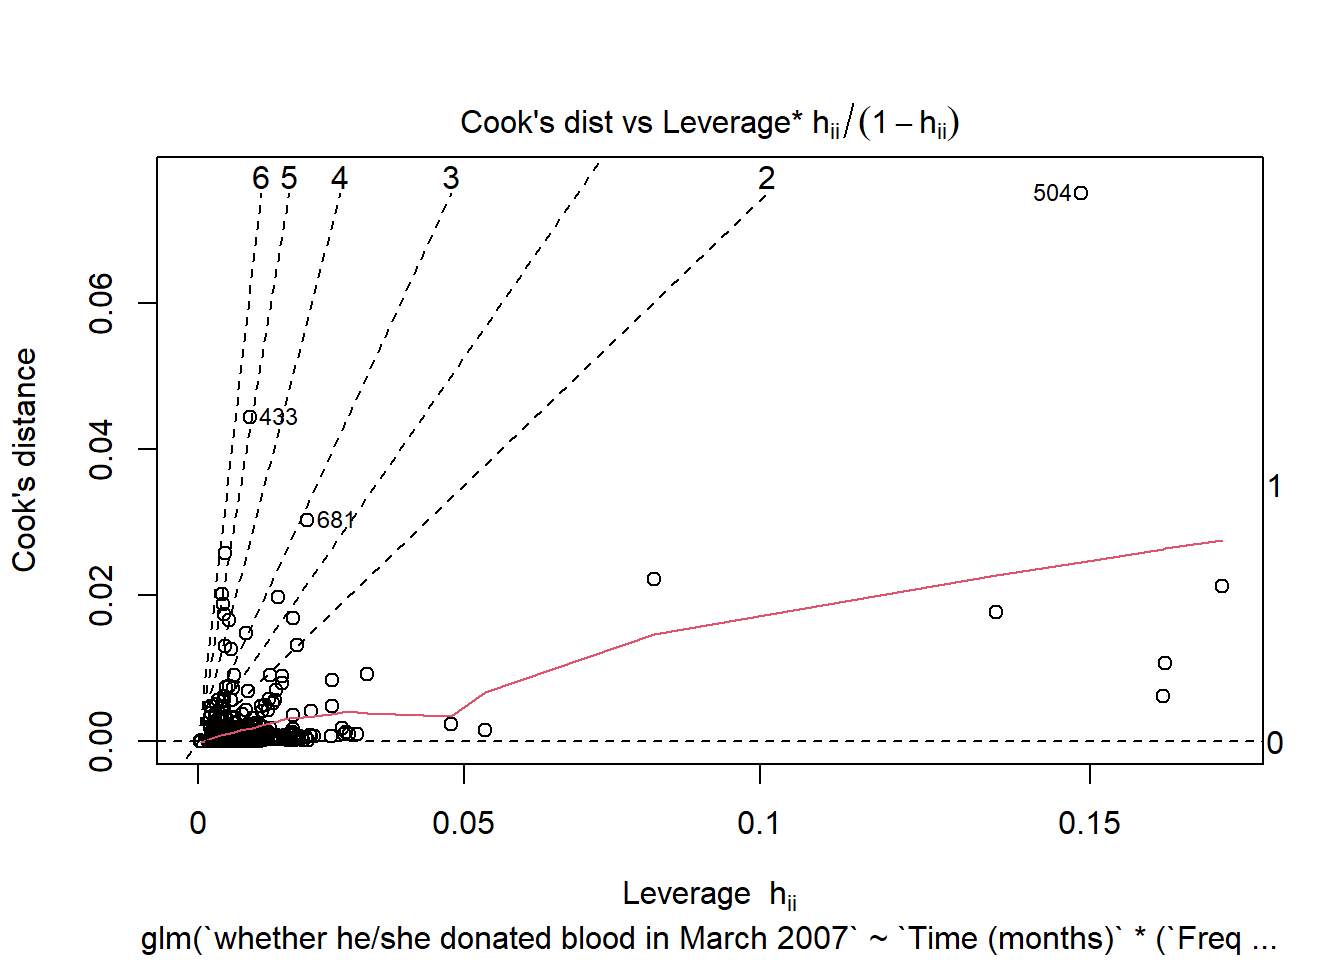 Cook's dist vs Leverage* hᵢᵢ/(1−hᵢᵢ)
6 5 4 3 2
504
0.06
433
0.04
1
681
0.02
0.00
0
Cook's distance
0 0.05 0.1 0.15
Leverage hᵢᵢ
glm(`whether he/she donated blood in March 2007` ~ `Time (months)` * (`Freq ...